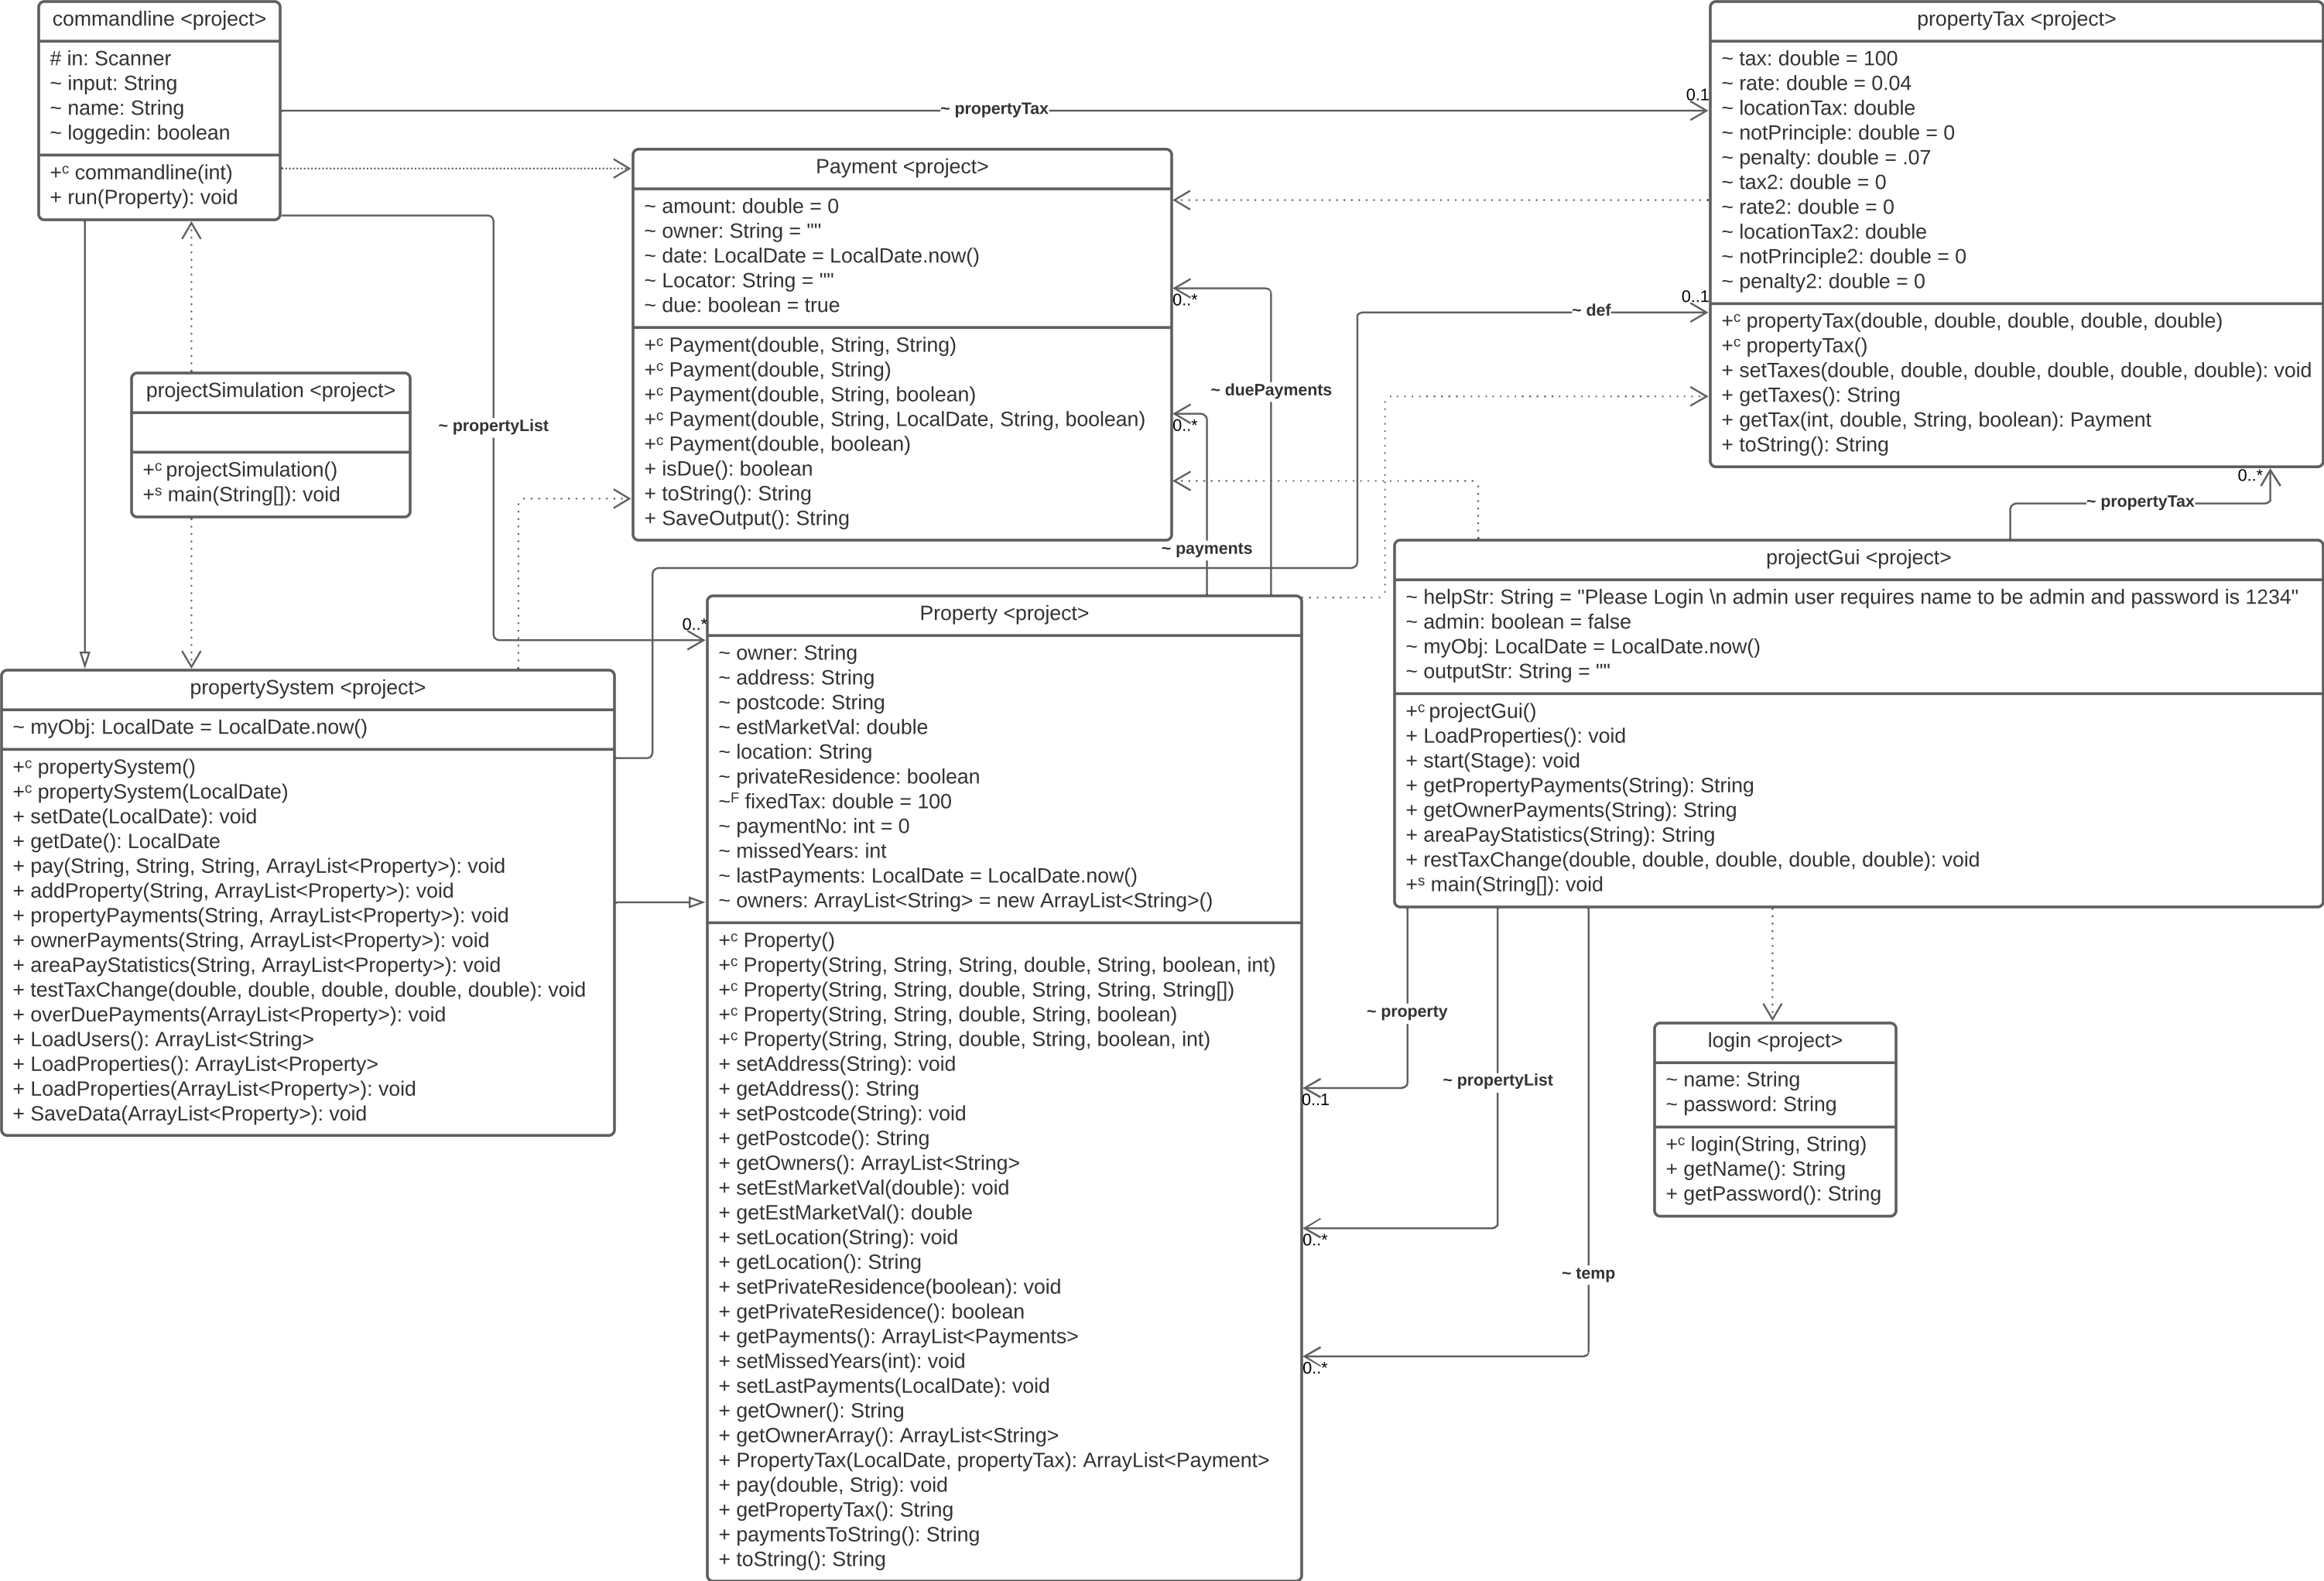 commandline <project>
# in: Scanner
~ input: String
~ name: String
~ loggedin: boolean
+c commandline(int)
+ run(Property): void
propertyTax <project>
~ tax: double = 100
~ rate: double = 0.04
~ locationTax: double
~ notPrinciple: double = 0
~ penalty: double = .07
~ tax2: double = 0
~ rate2: double = 0
~ locationTax2: double
~ notPrinciple2: double = 0
~ penalty2: double = 0
+c propertyTax(double, double, double, double, double)
+c propertyTax()
+ setTaxes(double, double, double, double, double, double): void
+ getTaxes(): String
+ getTax(int, double, String, boolean): Payment
+ toString(): String
~ propertyTax
0.1
Payment <project>
~ amount: double = 0
~ owner: String = ""
~ date: LocalDate = LocalDate.now()
~ Locator: String = ""
~ due: boolean = true
+c Payment(double, String, String)
+c Payment(double, String)
+c Payment(double, String, boolean)
+c Payment(double, String, LocalDate, String, boolean)
+c Payment(double, boolean)
+ isDue(): boolean
+ toString(): String
+ SaveOutput(): String
0..*
~ duePayments
0..*
~ payments
~ def
0..1
projectSimulation <project>
+c projectSimulation()
+s main(String[]): void
~ propertyList
0..*
0..*
~ propertyTax
projectGui <project>
~ helpStr: String = "Please Login \n admin user requires name to be admin and password is 1234"
~ admin: boolean = false
~ myObj: LocalDate = LocalDate.now()
~ outputStr: String = ""
+c projectGui()
+ LoadProperties(): void
+ start(Stage): void
+ getPropertyPayments(String): String
+ getOwnerPayments(String): String
+ areaPayStatistics(String): String
+ restTaxChange(double, double, double, double, double): void
+s main(String[]): void
propertySystem <project>
~ myObj: LocalDate = LocalDate.now()
+c propertySystem()
+c propertySystem(LocalDate)
+ setDate(LocalDate): void
+ getDate(): LocalDate
+ pay(String, String, String, ArrayList<Property>): void
+ addProperty(String, ArrayList<Property>): void
+ propertyPayments(String, ArrayList<Property>): void
+ ownerPayments(String, ArrayList<Property>): void
+ areaPayStatistics(String, ArrayList<Property>): void
+ testTaxChange(double, double, double, double, double): void
+ overDuePayments(ArrayList<Property>): void
+ LoadUsers(): ArrayList<String>
+ LoadProperties(): ArrayList<Property>
+ LoadProperties(ArrayList<Property>): void
+ SaveData(ArrayList<Property>): void
Property <project>
~ owner: String
~ address: String
~ postcode: String
~ estMarketVal: double
~ location: String
~ privateResidence: boolean
~F fixedTax: double = 100
~ paymentNo: int = 0
~ missedYears: int
~ lastPayments: LocalDate = LocalDate.now()
~ owners: ArrayList<String> = new ArrayList<String>()
+c Property()
+c Property(String, String, String, double, String, boolean, int)
+c Property(String, String, double, String, String, String[])
+c Property(String, String, double, String, boolean)
+c Property(String, String, double, String, boolean, int)
+ setAddress(String): void
+ getAddress(): String
+ setPostcode(String): void
+ getPostcode(): String
+ getOwners(): ArrayList<String>
+ setEstMarketVal(double): void
+ getEstMarketVal(): double
+ setLocation(String): void
+ getLocation(): String
+ setPrivateResidence(boolean): void
+ getPrivateResidence(): boolean
+ getPayments(): ArrayList<Payments>
+ setMissedYears(int): void
+ setLastPayments(LocalDate): void
+ getOwner(): String
+ getOwnerArray(): ArrayList<String>
+ PropertyTax(LocalDate, propertyTax): ArrayList<Payment>
+ pay(double, Strig): void
+ getPropertyTax(): String
+ paymentsToString(): String
+ toString(): String
~ property
0..1
~ propertyList
0..*
~ temp
0..*
login <project>
~ name: String
~ password: String
+c login(String, String)
+ getName(): String
+ getPassword(): String